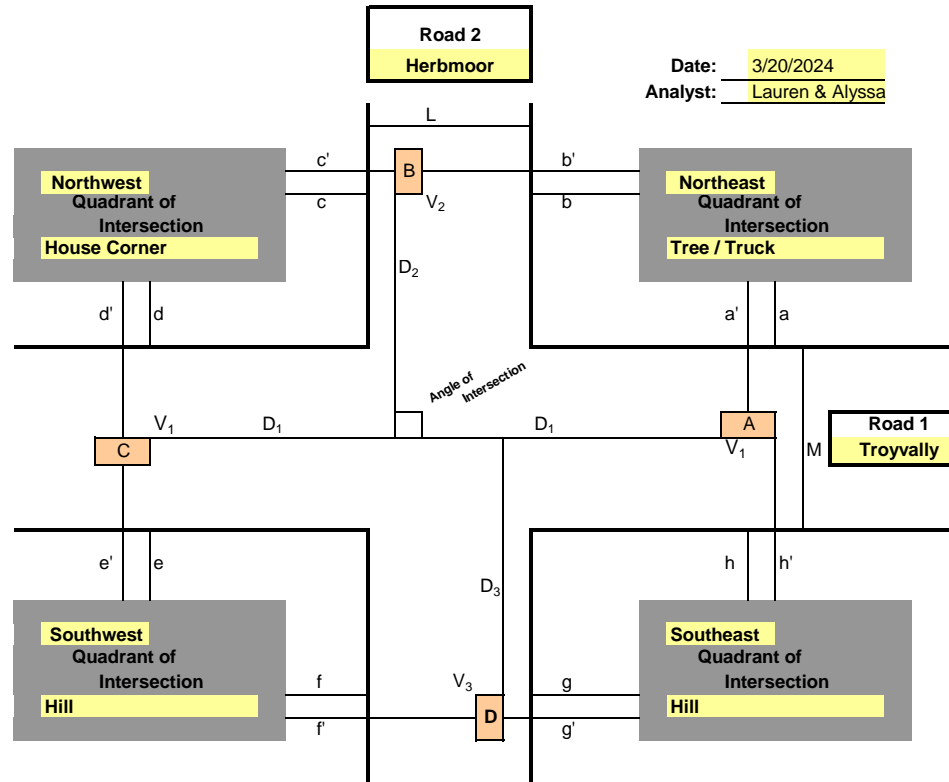 Road 2
Herbmoor
Date: 3/20/2024
Analyst: Lauren & Alyssa
L
c' B b'
Northwest
Quadrant of
Intersection
House Corner
c V2 b
Northeast
Quadrant of
Intersection
Tree / Truck
D2
d' d a' a
Angle of
Intersection
V1 D1 D1 A
C V1 M
Road 1
Troyvally
e' e h h'
D3
Southwest
Quadrant of
Intersection
Hill
f V3 g
f' D g'
Southeast
Quadrant of
Intersection
Hill